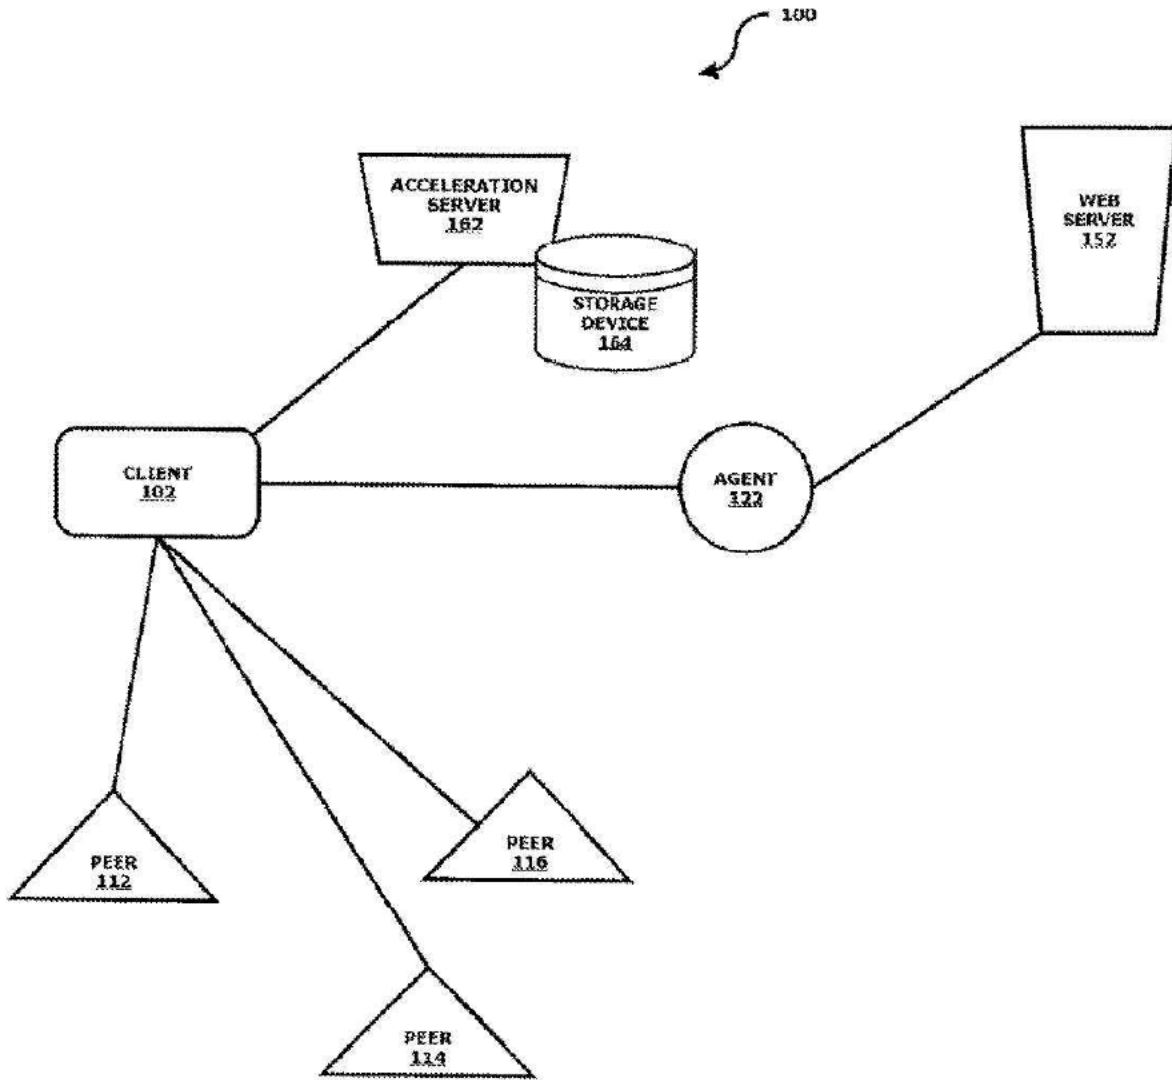 100
ACCELERATION
SERVER
162
WEB
SERVER
152
STORAGE
DEVICE
164
CLIENT
102
AGENT
122
PEER
116
PEER
112
PEER
114